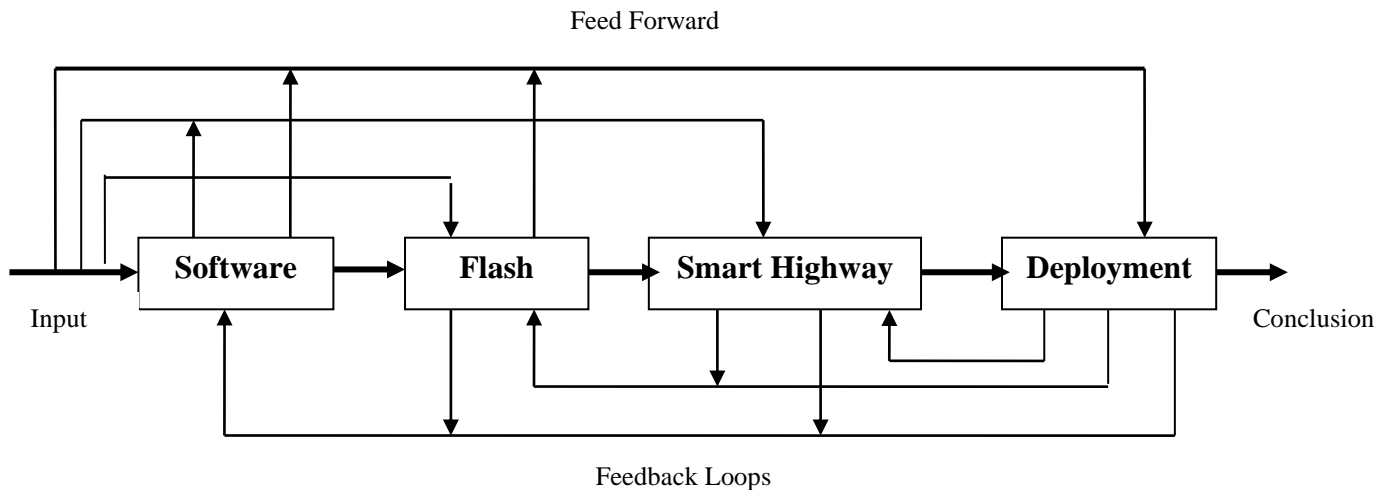 Feed Forward
Software
Flash
Smart Highway
Deployment
Input
Conclusion
Feedback Loops